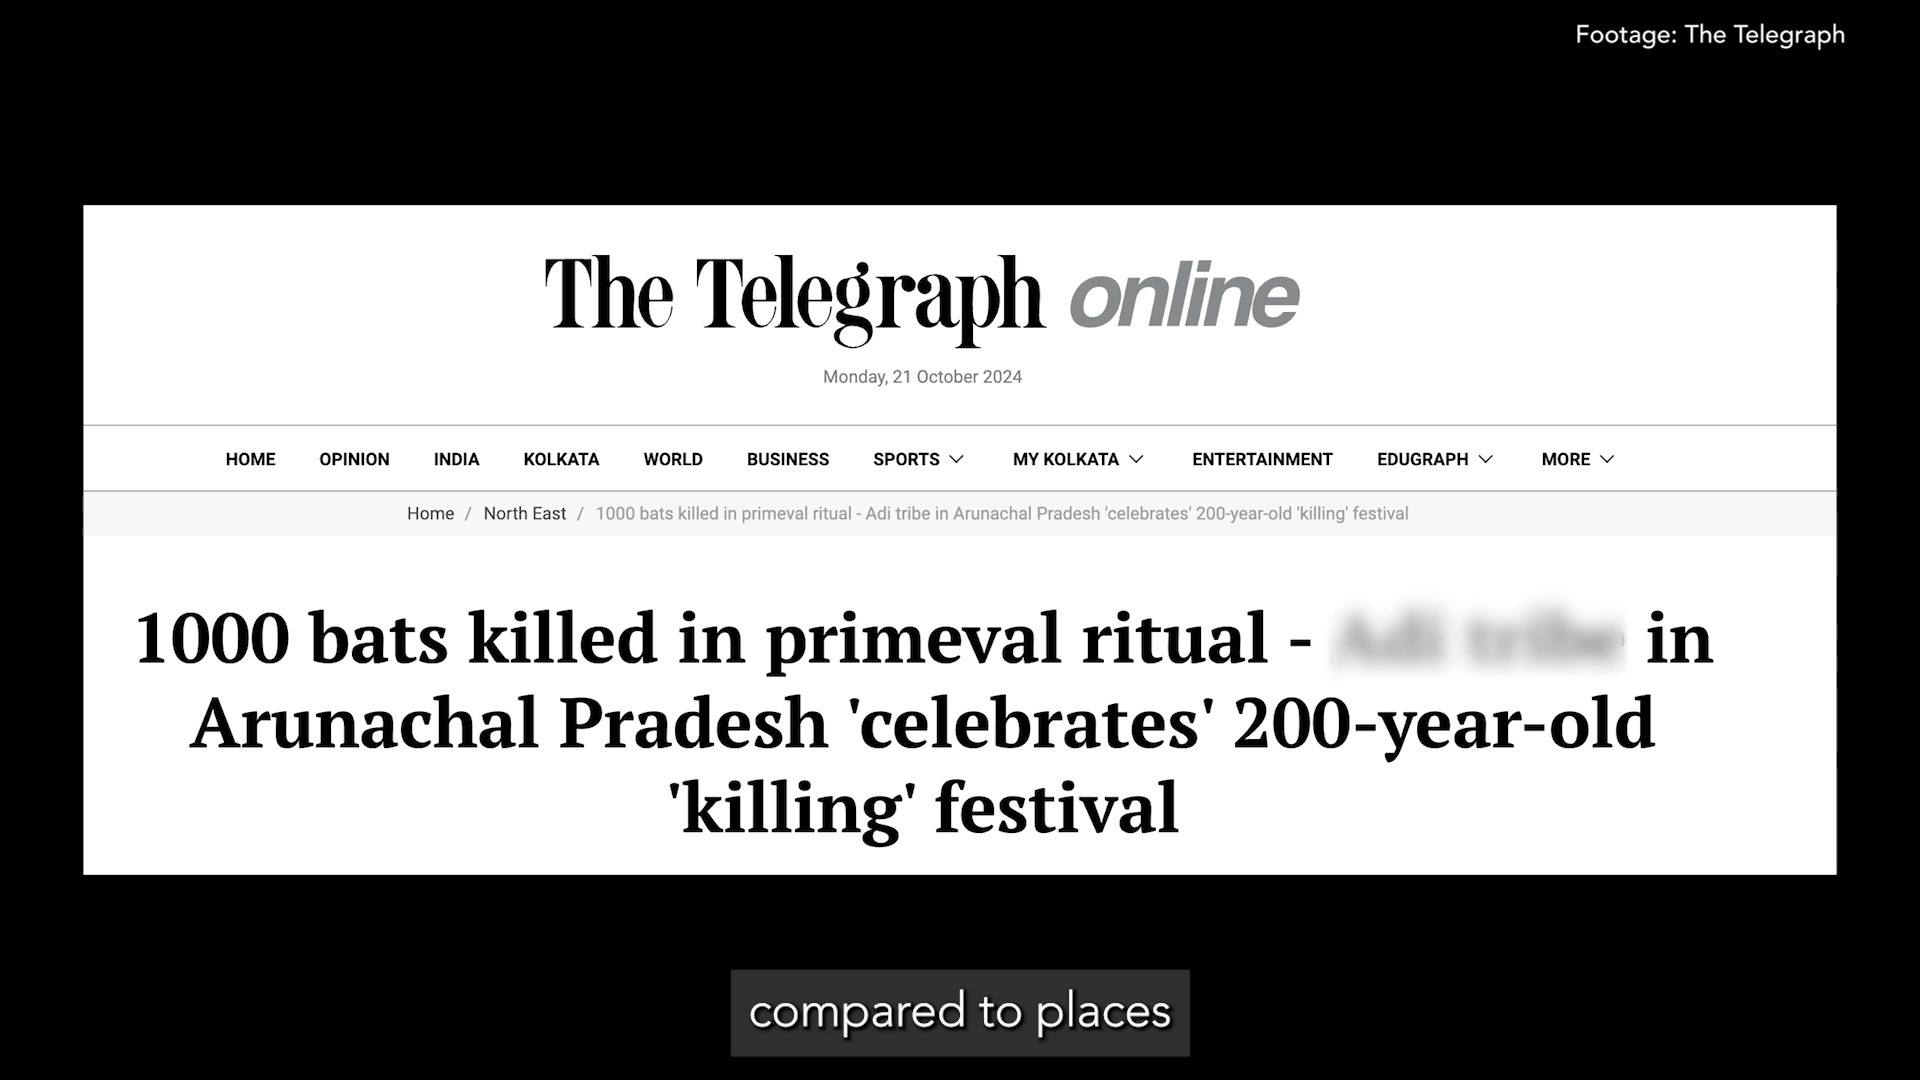 Footage: The Telegraph
The Telegraph online
Monday, 21 October 2024
HOME OPINION INDIA KOLKATA WORLD BUSINESS SPORTS MY KOLKATA ENTERTAINMENT EDUGRAPH MORE
Home / North East / 1000 bats killed in primeval ritual - Adi tribe in Arunachal Pradesh 'celebrates' 200-year-old 'killing' festival
1000 bats killed in primeval ritual - Adi tribe in
Arunachal Pradesh 'celebrates' 200-year-old
'killing' festival
compared to places